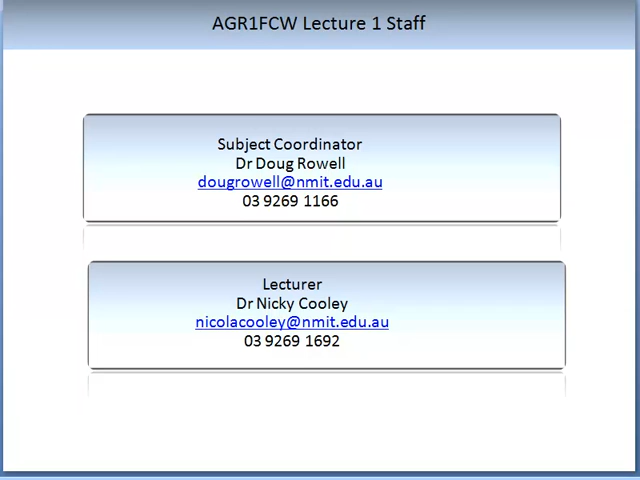 AGR1FCW Lecture 1 Staff
Subject Coordinator
Dr Doug Rowell
dougrowell@nmit.edu.au
03 9269 1166
Lecturer
Dr Nicky Cooley
nicolacooley@nmit.edu.au
03 9269 1692